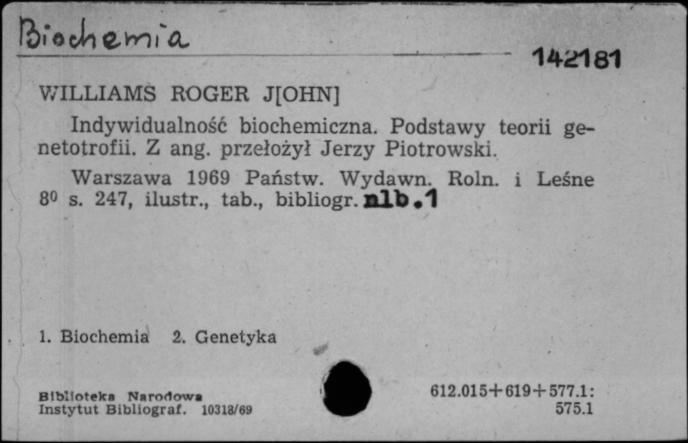 Biochemia
142181
WILLIAMS ROGER J[OHN]
Indywidualność biochemiczna. Podstawy teorii ge-
netotrofii. Z ang. przełożył Jerzy Piotrowski.
Warszawa 1969 Państw. Wydawn. Roln. i Leśne
8⁰ s. 247, ilustr., tab., bibliogr. nlb.1
1. Biochemia 2. Genetyka
Biblioteka Narodowa
Instytut Bibliograf. 10318/69
612.015+619+577.1:
575.1